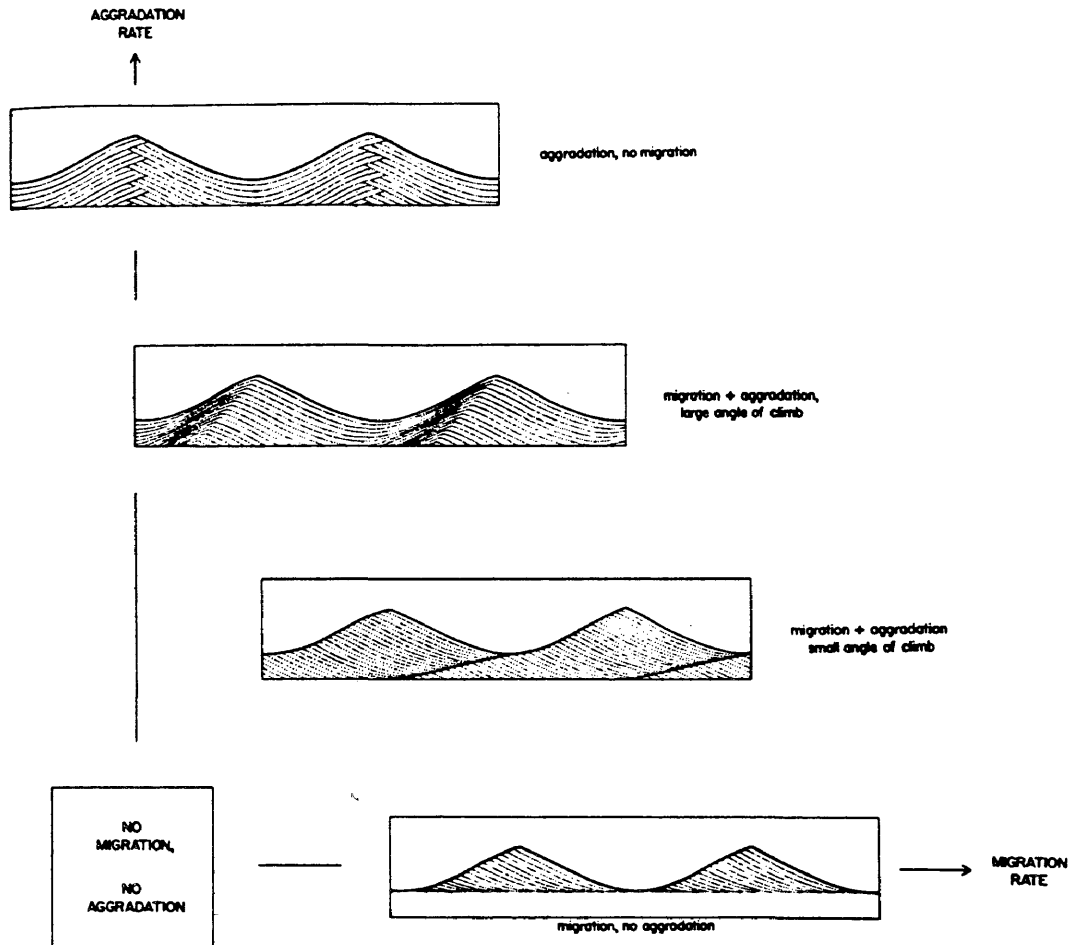 AGGRADATION
RATE
aggradation, no migration
migration + aggradation,
large angle of climb
migration + aggradation
small angle of climb
NO
MIGRATION,
NO
AGGRADATION
MIGRATION
RATE
migration, no aggradation